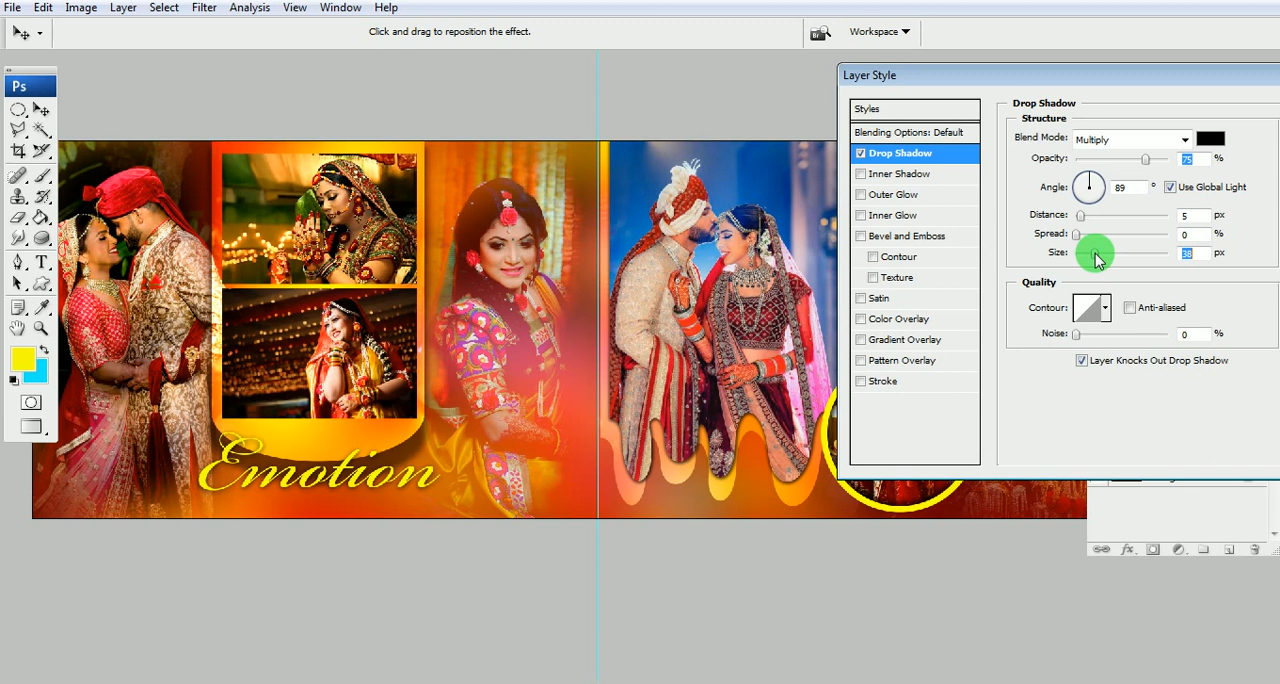 File Edit Image Layer Select Filter Analysis View Window Help
Click and drag to reposition the effect.
Br
Workspace
Ps
Layer Style
Styles
Blending Options: Default
Drop Shadow
Inner Shadow
Outer Glow
Inner Glow
Bevel and Emboss
Contour
Texture
Satin
Color Overlay
Gradient Overlay
Pattern Overlay
Stroke
Drop Shadow
Structure
Blend Mode: Multiply
Opacity: 75 %
Angle: 89 ° Use Global Light
Distance: 5 px
Spread: 0 %
Size: 38 px
Quality
Contour: Anti-aliased
Noise: 0 %
Layer Knocks Out Drop Shadow
Emotion
fx